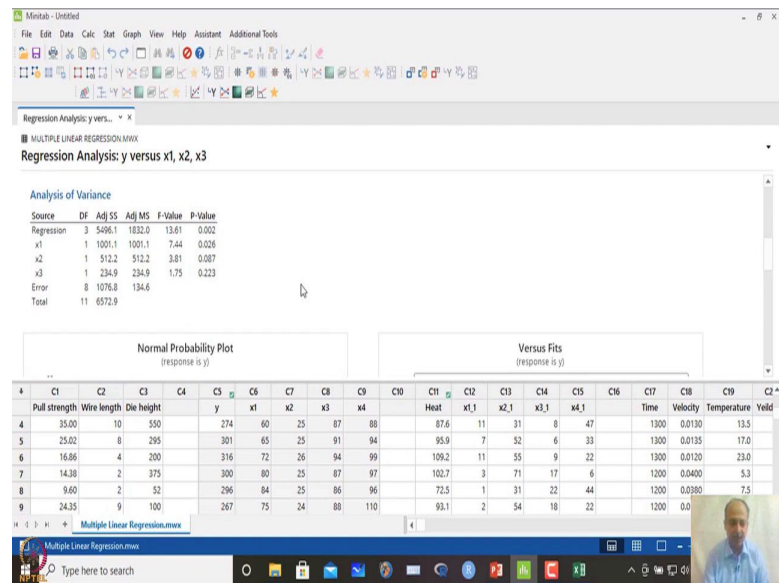 Minitab - Untitled
File Edit Data Calc Stat Graph View Help Assistant Additional Tools
Regression Analysis: y vers...
MULTIPLE LINEAR REGRESSION.MWX
Regression Analysis: y versus x1, x2, x3
Analysis of Variance
Source DF Adj SS Adj MS F-Value P-Value
Regression 3 5496.1 1832.0 13.61 0.002
x1 1 1001.1 1001.1 7.44 0.026
x2 1 512.2 512.2 3.81 0.087
x3 1 234.9 234.9 1.75 0.223
Error 8 1076.8 134.6
Total 11 6572.9
Normal Probability Plot
(response is y)
Versus Fits
(response is y)
C1 C2 C3 C4 C5 C6 C7 C8 C9 C10 C11 C12 C13 C14 C15 C16 C17 C18 C19 C2
Pull strength Wire length Die height y x1 x2 x3 x4 Heat x1_1 x2_1 x3_1 x4_1 Time Velocity Temperature Yeild
4 35.00 10 550 274 60 25 87 88 87.6 11 31 8 47 1300 0.0130 13.5
5 25.02 8 295 301 65 25 91 94 95.9 7 52 6 33 1300 0.0135 17.0
6 16.86 4 200 316 72 26 94 99 109.2 11 55 9 22 1300 0.0120 23.0
7 14.38 2 375 300 80 25 87 97 102.7 3 71 17 6 1200 0.0400 5.3
8 9.60 2 52 296 84 25 86 96 72.5 1 31 22 44 1200 0.0380 7.5
9 24.35 9 100 267 75 24 88 110 93.1 2 54 18 22 1200 0.0
Multiple Linear Regression.mwx
Multiple Linear Regression.mwx
Type here to search
NPTEL